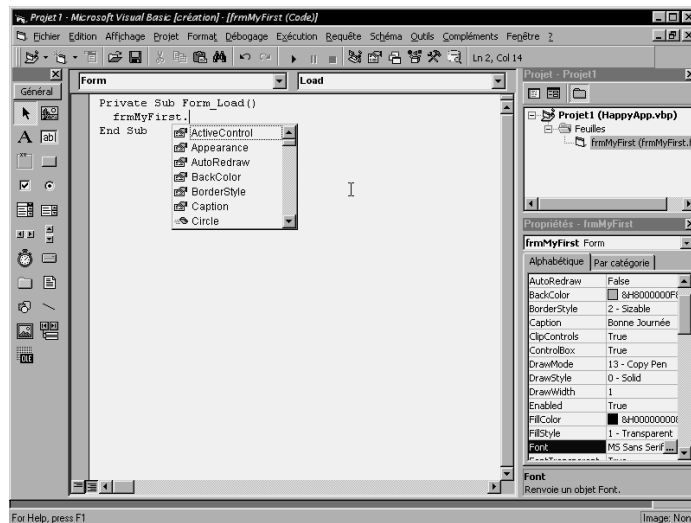 Projet1 - Microsoft Visual Basic [création] - [frmMyFirst (Code)]
Fichier Edition Affichage Projet Format Débogage Exécution Requête Schéma Outils Compléments Fenêtre ?
Ln 2, Col 14
Général
Form Load
Private Sub Form_Load()
frmMyFirst.
End Sub
ActiveControl
Appearance
AutoRedraw
BackColor
BorderStyle
Caption
Circle
A
ab
OLE
Projet - Projet1
Projet1 (HappyApp.vbp)
Feuilles
frmMyFirst (frmMyFirst.
Propriétés - frmMyFirst
frmMyFirst Form
Alphabétique Par catégorie
AutoRedraw False
BackColor &H8000000F&
BorderStyle 2 - Sizable
Caption Bonne Journée
ClipControls True
ControlBox True
DrawMode 13 - Copy Pen
DrawStyle 0 - Solid
DrawWidth 1
Enabled True
FillColor &H00000000&
FillStyle 1 - Transparent
Font MS Sans Serif ...
Font
Renvoie un objet Font.
For Help, press F1
Image: Non